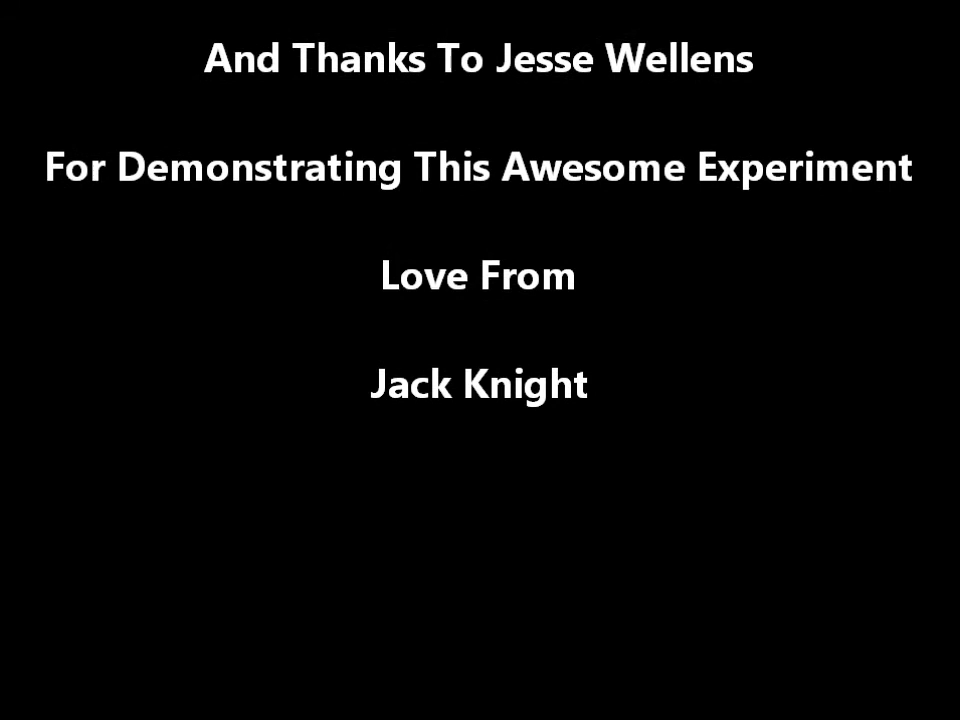 And Thanks To Jesse Wellens
For Demonstrating This Awesome Experiment
Love From
Jack Knight